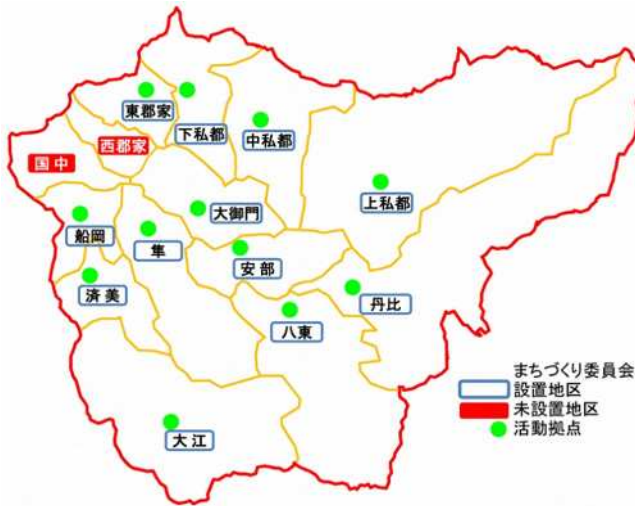 東郡家
下私都
中私都
西郡家
国中
上私都
大御門
船岡
隼
安部
済美
丹比
八東
大江
まちづくり委員会
設置地区
未設置地区
活動拠点